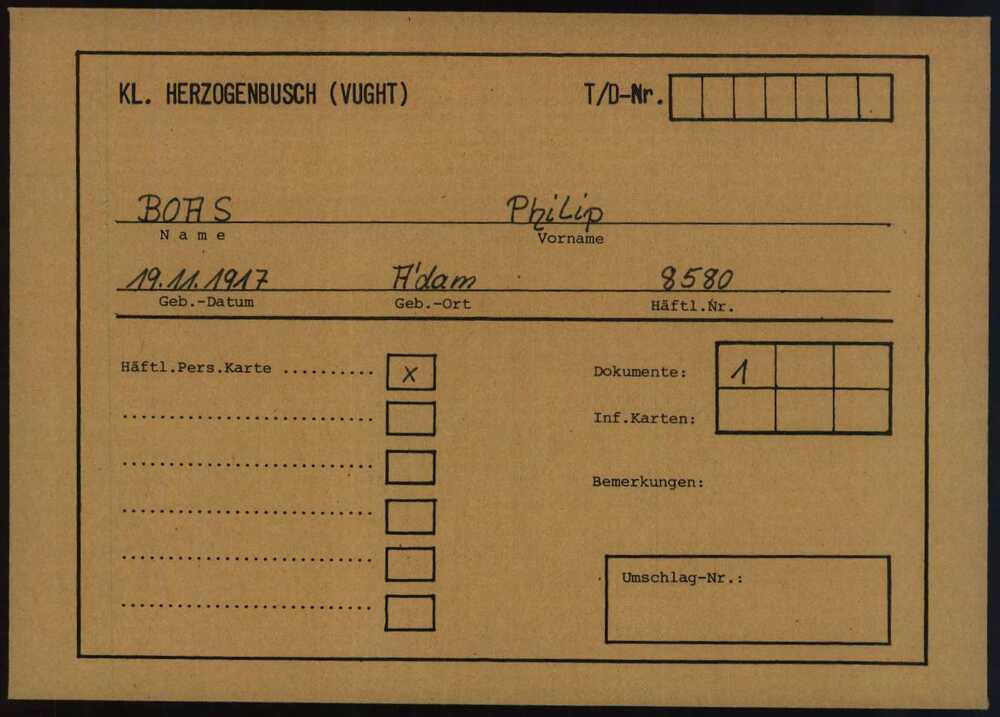 KL. HERZOGENBUSCH (VUGHT) T/D-Nr.
BOAS Philip
Name Vorname
19.11.1917 A'dam 8580
Geb.-Datum Geb.-Ort Häftl.Nr.
Häftl.Pers.Karte .......... x Dokumente: 1
Inf.Karten:
Bemerkungen:
Umschlag-Nr.: